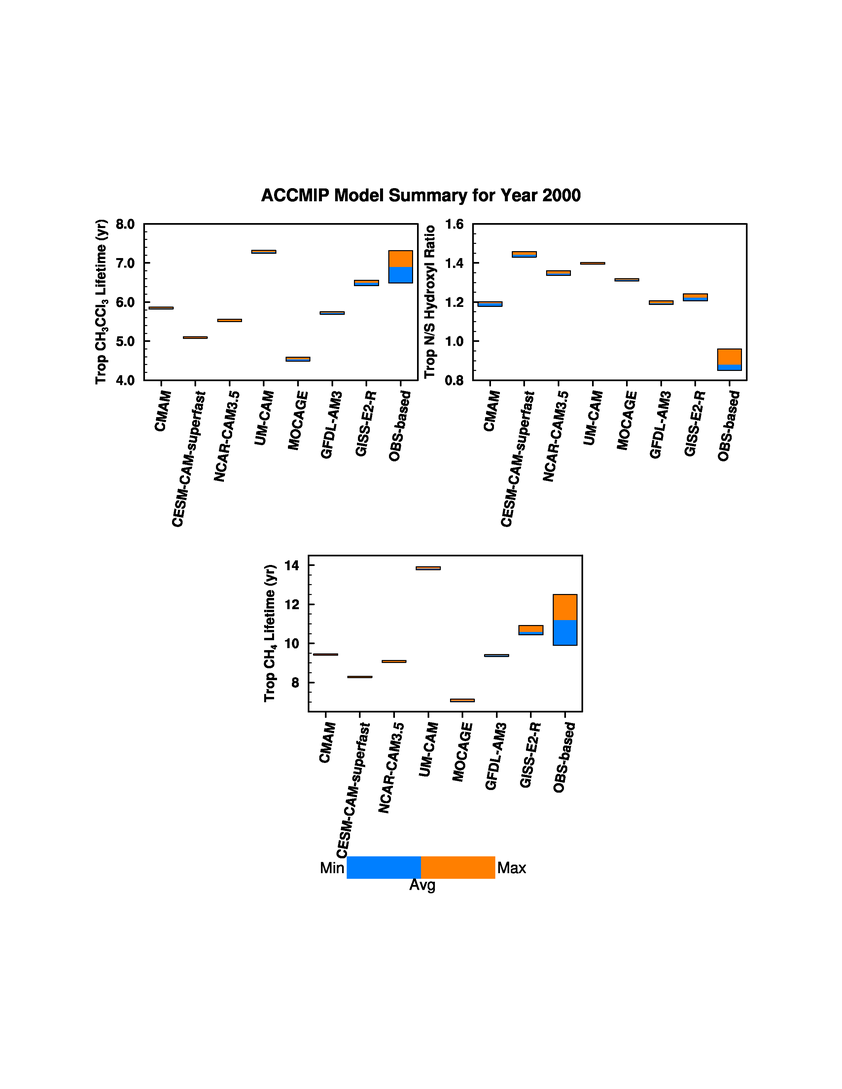 ACCMIP Model Summary for Year 2000
Trop CH₃CCl₃ Lifetime (yr)
8.0
7.0
6.0
5.0
4.0
CMAM
CESM-CAM-superfast
NCAR-CAM3.5
UM-CAM
MOCAGE
GFDL-AM3
GISS-E2-R
OBS-based
Trop N/S Hydroxyl Ratio
1.6
1.4
1.2
1.0
0.8
CMAM
CESM-CAM-superfast
NCAR-CAM3.5
UM-CAM
MOCAGE
GFDL-AM3
GISS-E2-R
OBS-based
Trop CH₄ Lifetime (yr)
14
12
10
8
CMAM
CESM-CAM-superfast
NCAR-CAM3.5
UM-CAM
MOCAGE
GFDL-AM3
GISS-E2-R
OBS-based
Min Max
Avg